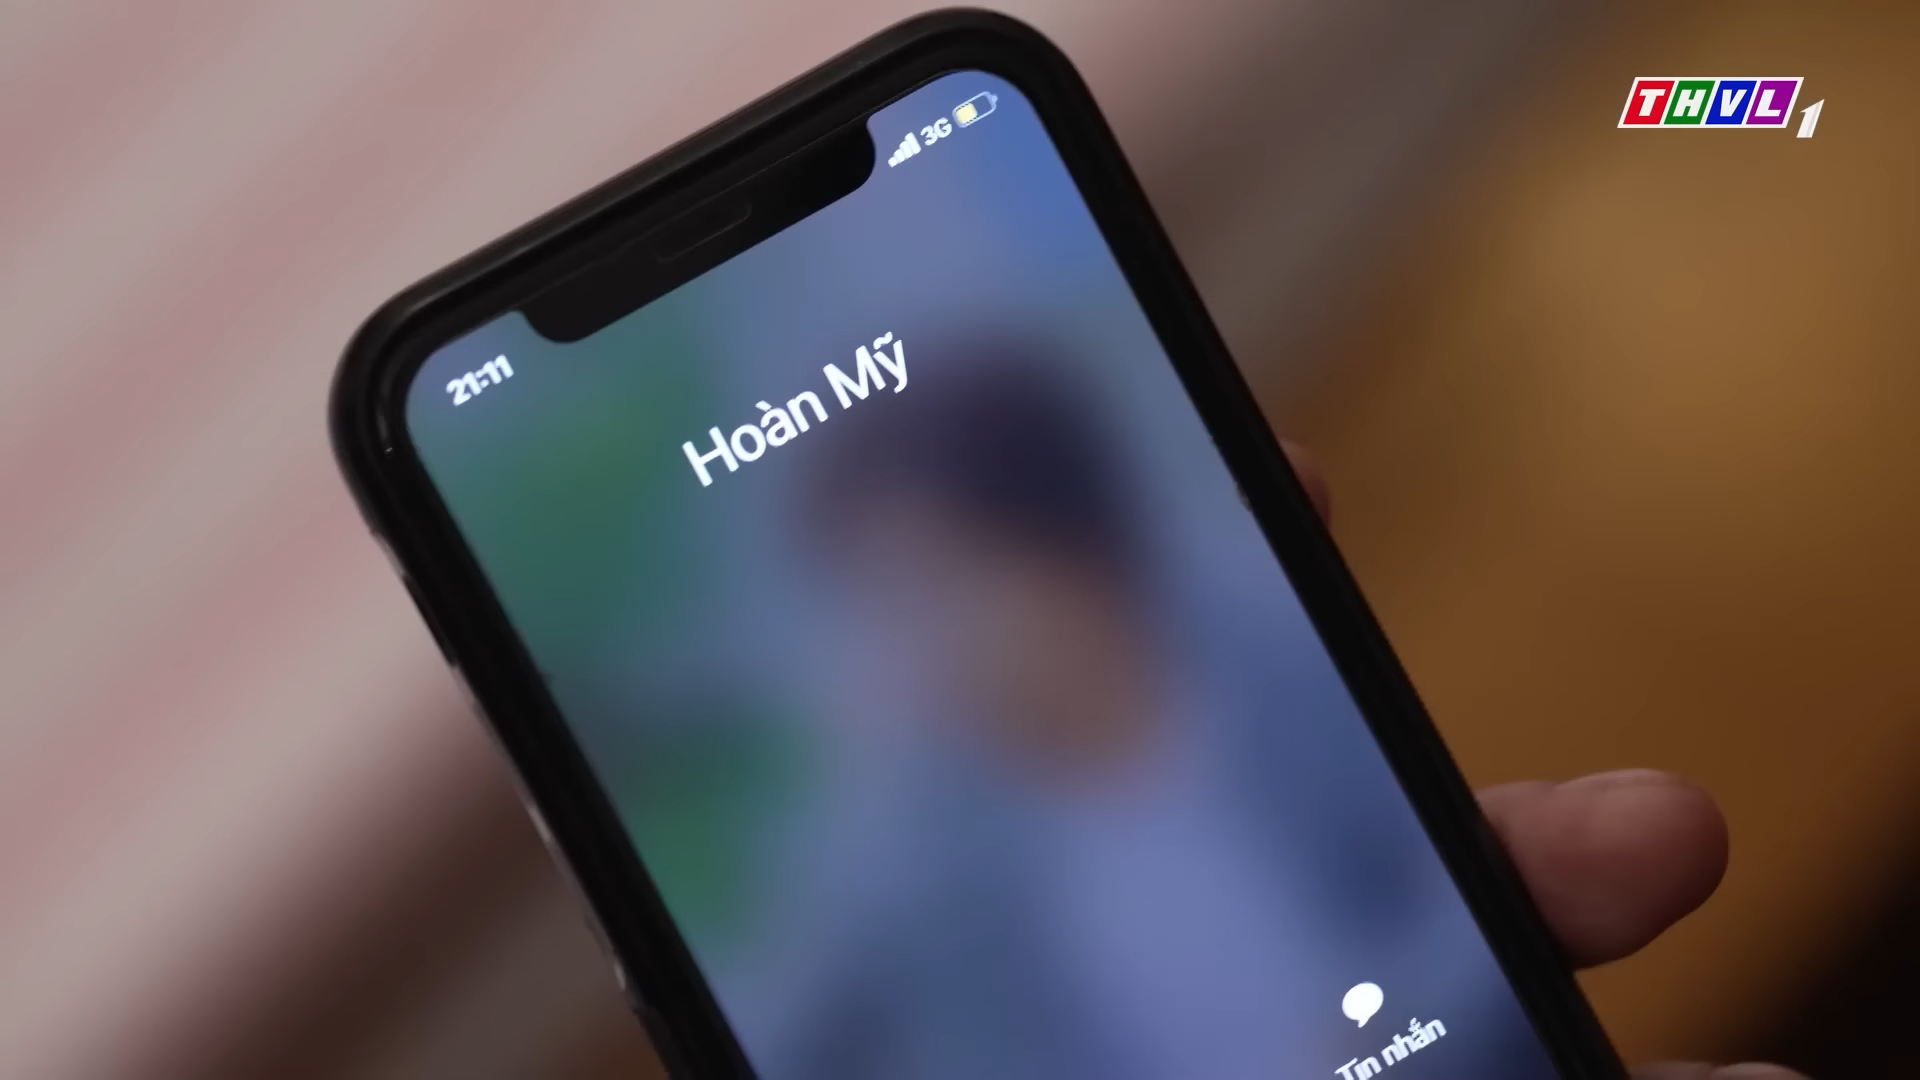 THVL1
3G
21:11
Hoàn Mỹ
Tin nhắn